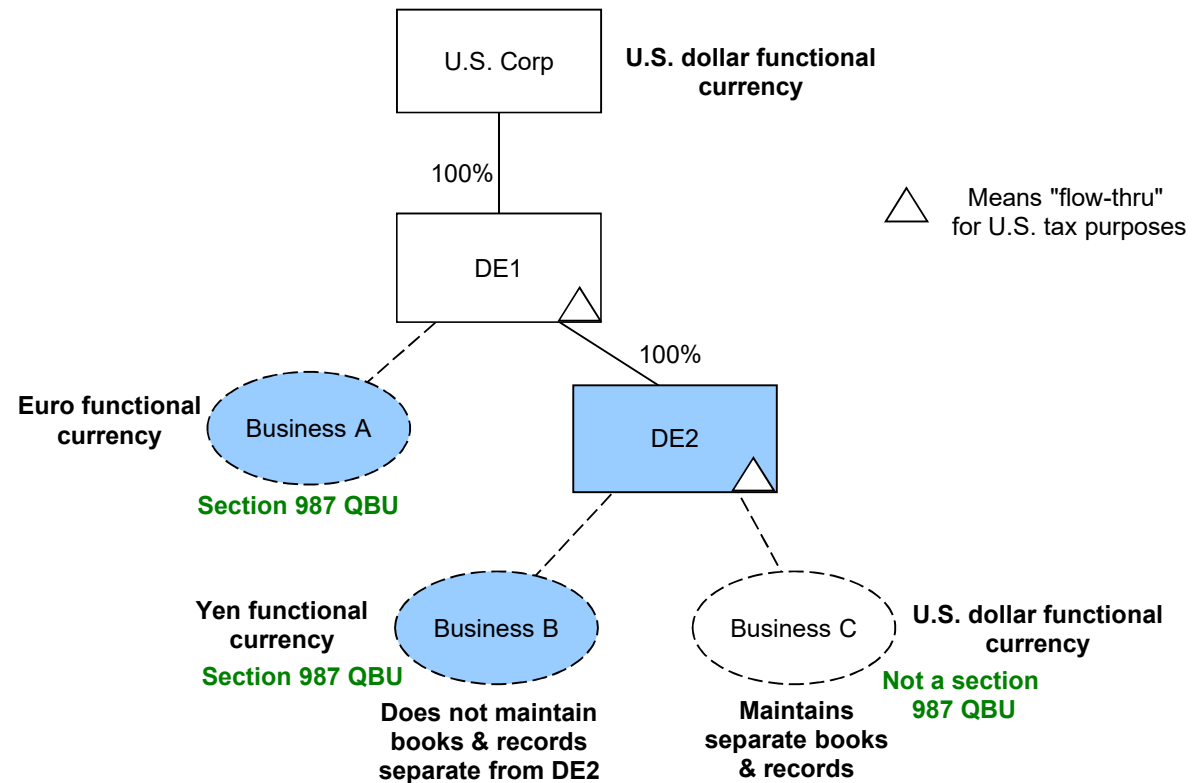 U.S. Corp
U.S. dollar functional
currency
100%
Means "flow-thru"
for U.S. tax purposes
DE1
100%
Euro functional
currency
Business A
Section 987 QBU
DE2
Yen functional
currency
Section 987 QBU
Business B
Does not maintain
books & records
separate from DE2
Business C
Maintains
separate books
& records
U.S. dollar functional
currency
Not a section
987 QBU